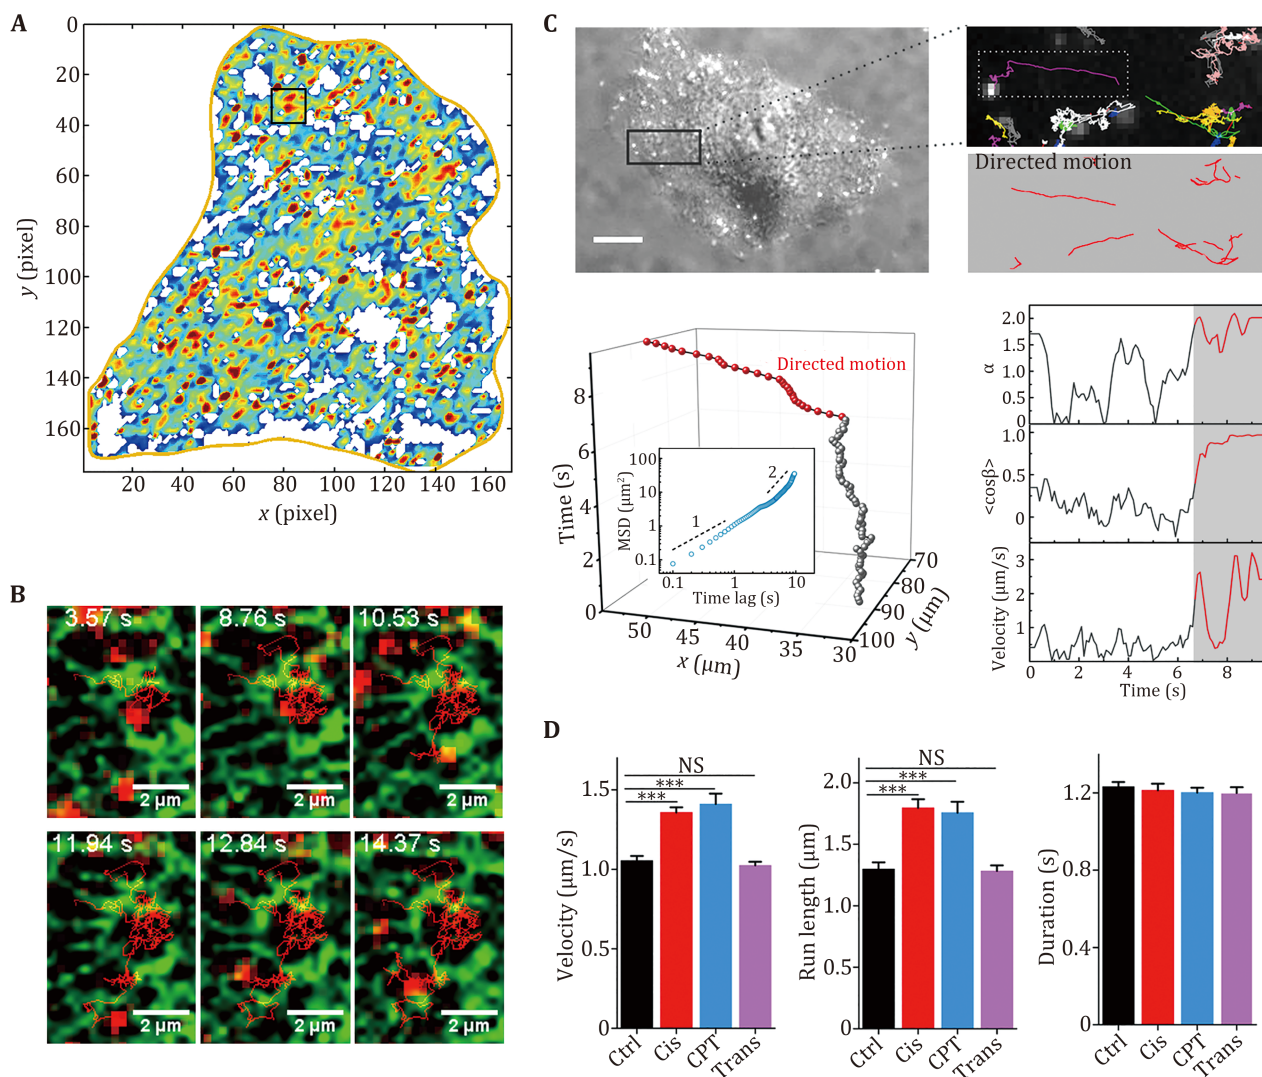 A
0
20
40
60
80
100
120
140
160
y (pixel)
20 40 60 80 100 120 140 160
x (pixel)
B
3.57 s
2 μm
8.76 s
2 μm
10.53 s
2 μm
11.94 s
2 μm
12.84 s
2 μm
14.37 s
2 μm
C
Directed motion
Directed motion
Time (s)
8
6
4
2
0
50 45 40 35 30
x (μm)
70
80
90
100
y (μm)
MSD (μm²)
100
10
1
0.1
1
2
0.1 1 10
Time lag (s)
α
2.0
1.5
1.0
0.5
0
<cosβ>
1.0
0.5
0
Velocity (μm/s)
3
2
1
0 2 4 6 8
Time (s)
D
Velocity (μm/s)
1.5
1.0
0.5
0
NS
***
***
Ctrl Cis CPT Trans
Run length (μm)
2.0
1.5
1.0
0.5
0
NS
***
***
Ctrl Cis CPT Trans
Duration (s)
1.2
0.8
0.4
0
Ctrl Cis CPT Trans